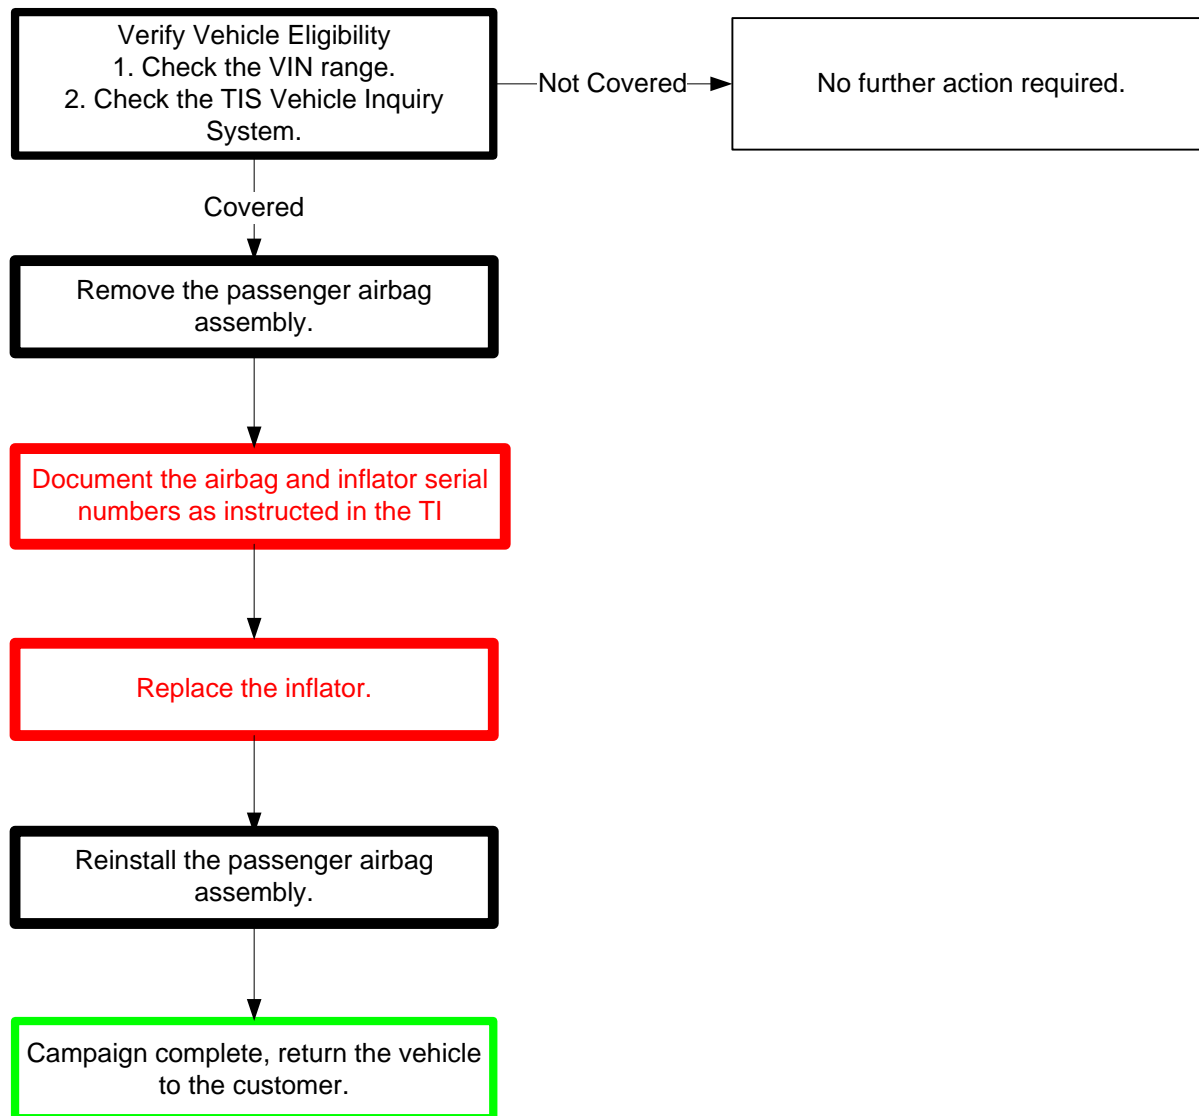 Verify Vehicle Eligibility
1. Check the VIN range.
2. Check the TIS Vehicle Inquiry
System.
Not Covered
No further action required.
Covered
Remove the passenger airbag
assembly.
Document the airbag and inflator serial
numbers as instructed in the TI
Replace the inflator.
Reinstall the passenger airbag
assembly.
Campaign complete, return the vehicle
to the customer.